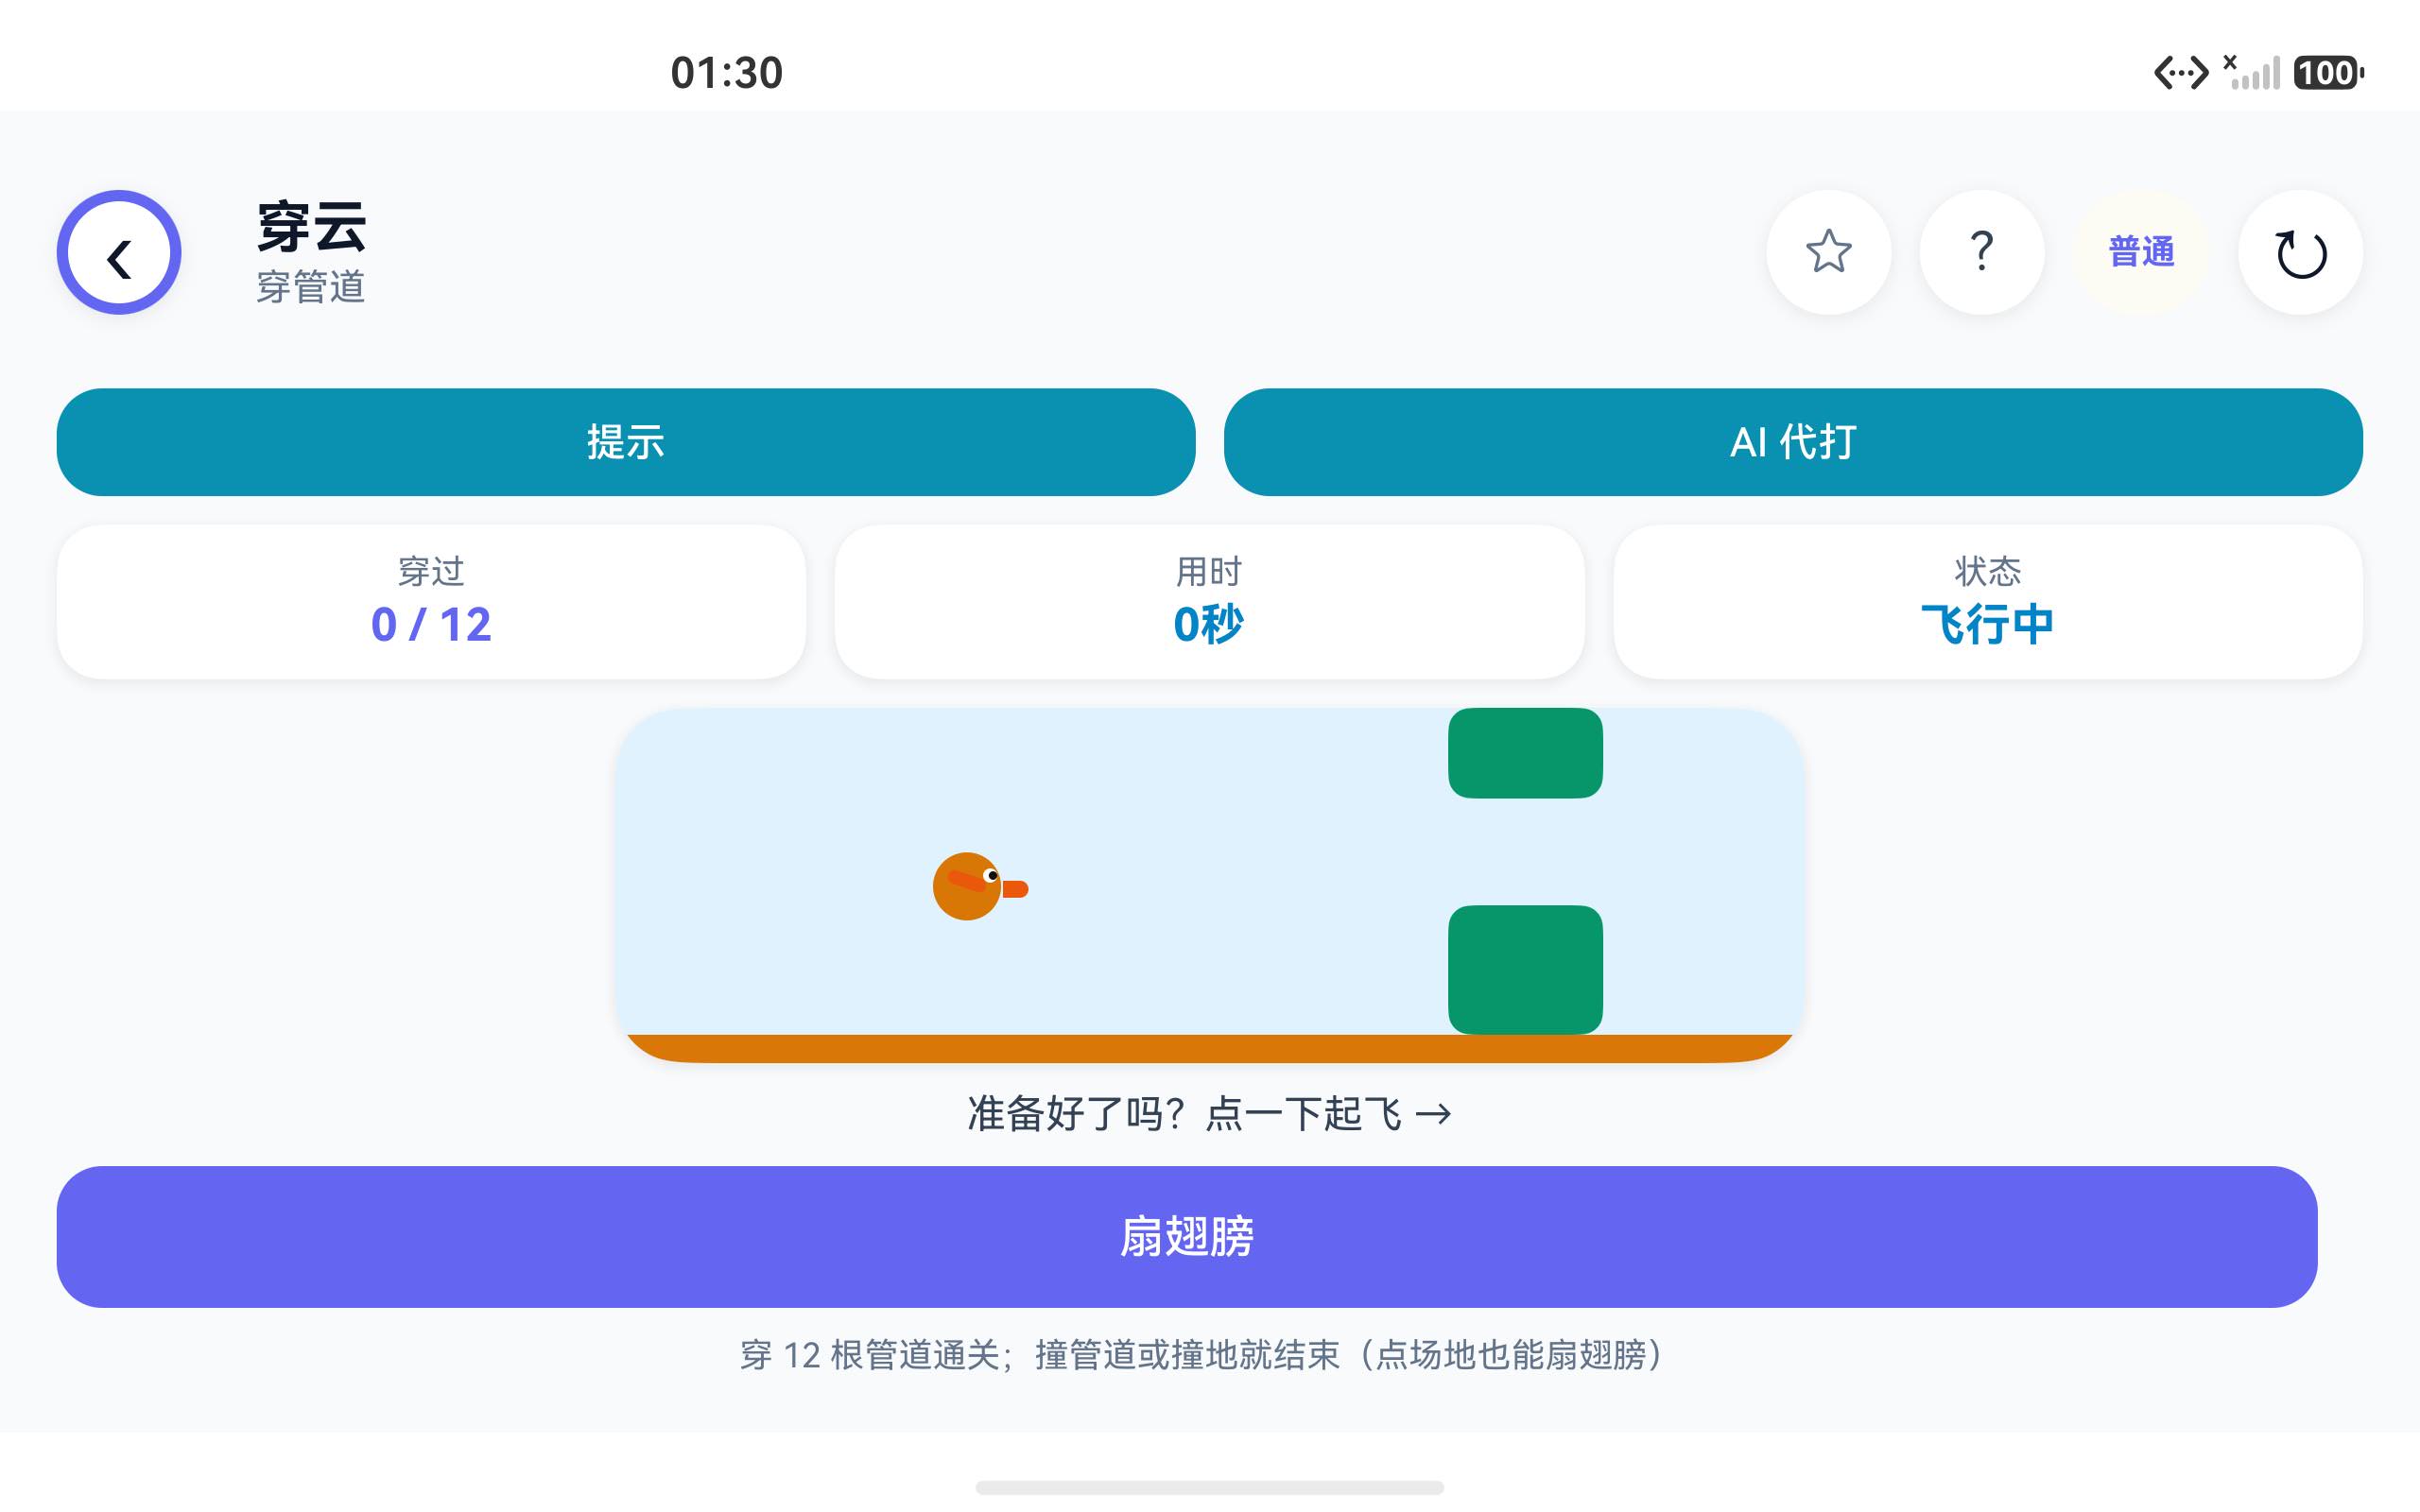 01:30
100
穿云
穿管道
?
普通
提示
AI 代打
穿过
0 / 12
用时
0秒
状态
飞行中
准备好了吗？点一下起飞 →
扇翅膀
穿 12 根管道通关；撞管道或撞地就结束（点场地也能扇翅膀）